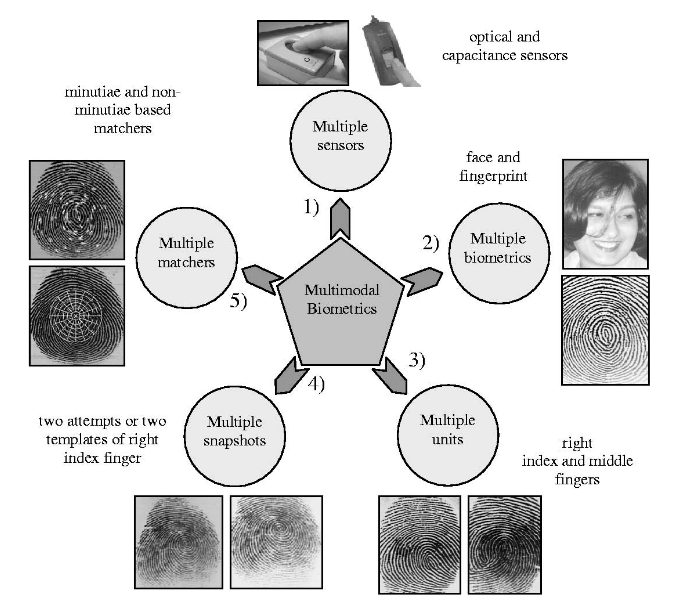 optical and
capacitance sensors
minutiae and non-
minutiae based
matchers
Multiple
sensors
face and
fingerprint
1)
2)
Multiple
matchers
Multiple
biometrics
Multimodal
Biometrics
5)
3)
4)
two attempts or two
templates of right
index finger
Multiple
snapshots
Multiple
units
right
index and middle
fingers